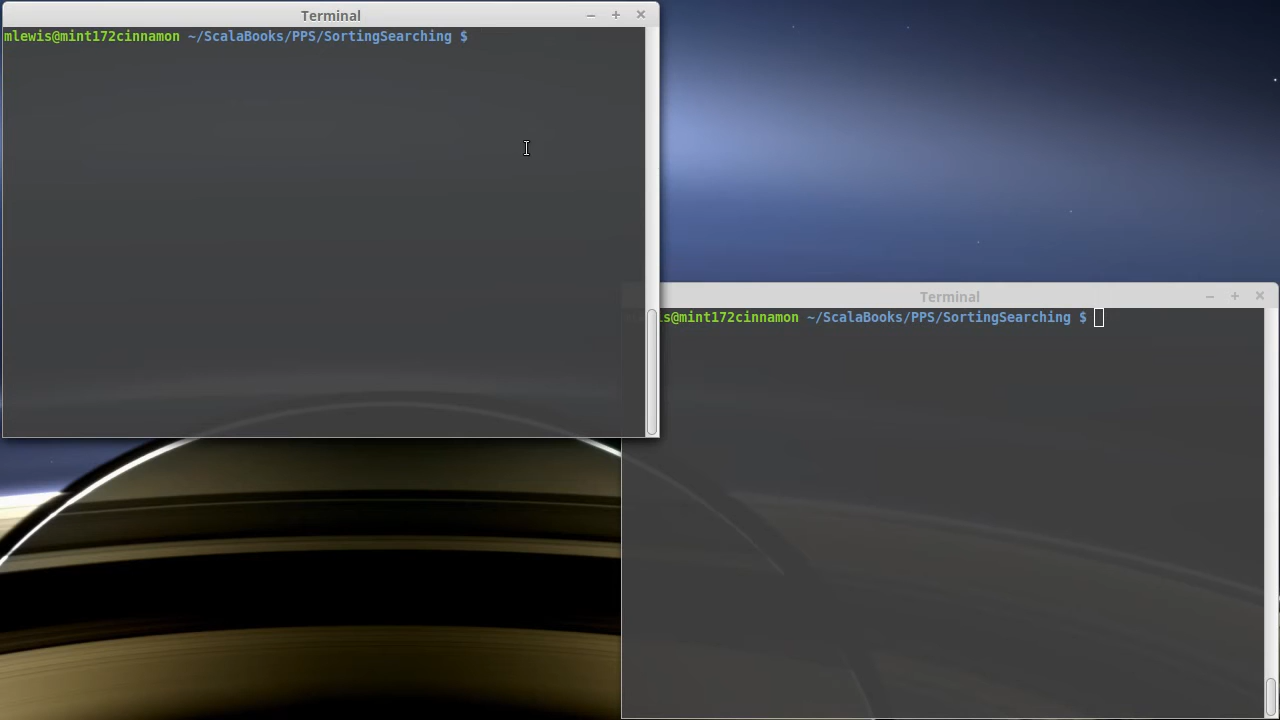 Terminal
mlewis@mint172cinnamon ~/ScalaBooks/PPS/SortingSearching $
Terminal
s@mint172cinnamon ~/ScalaBooks/PPS/SortingSearching $